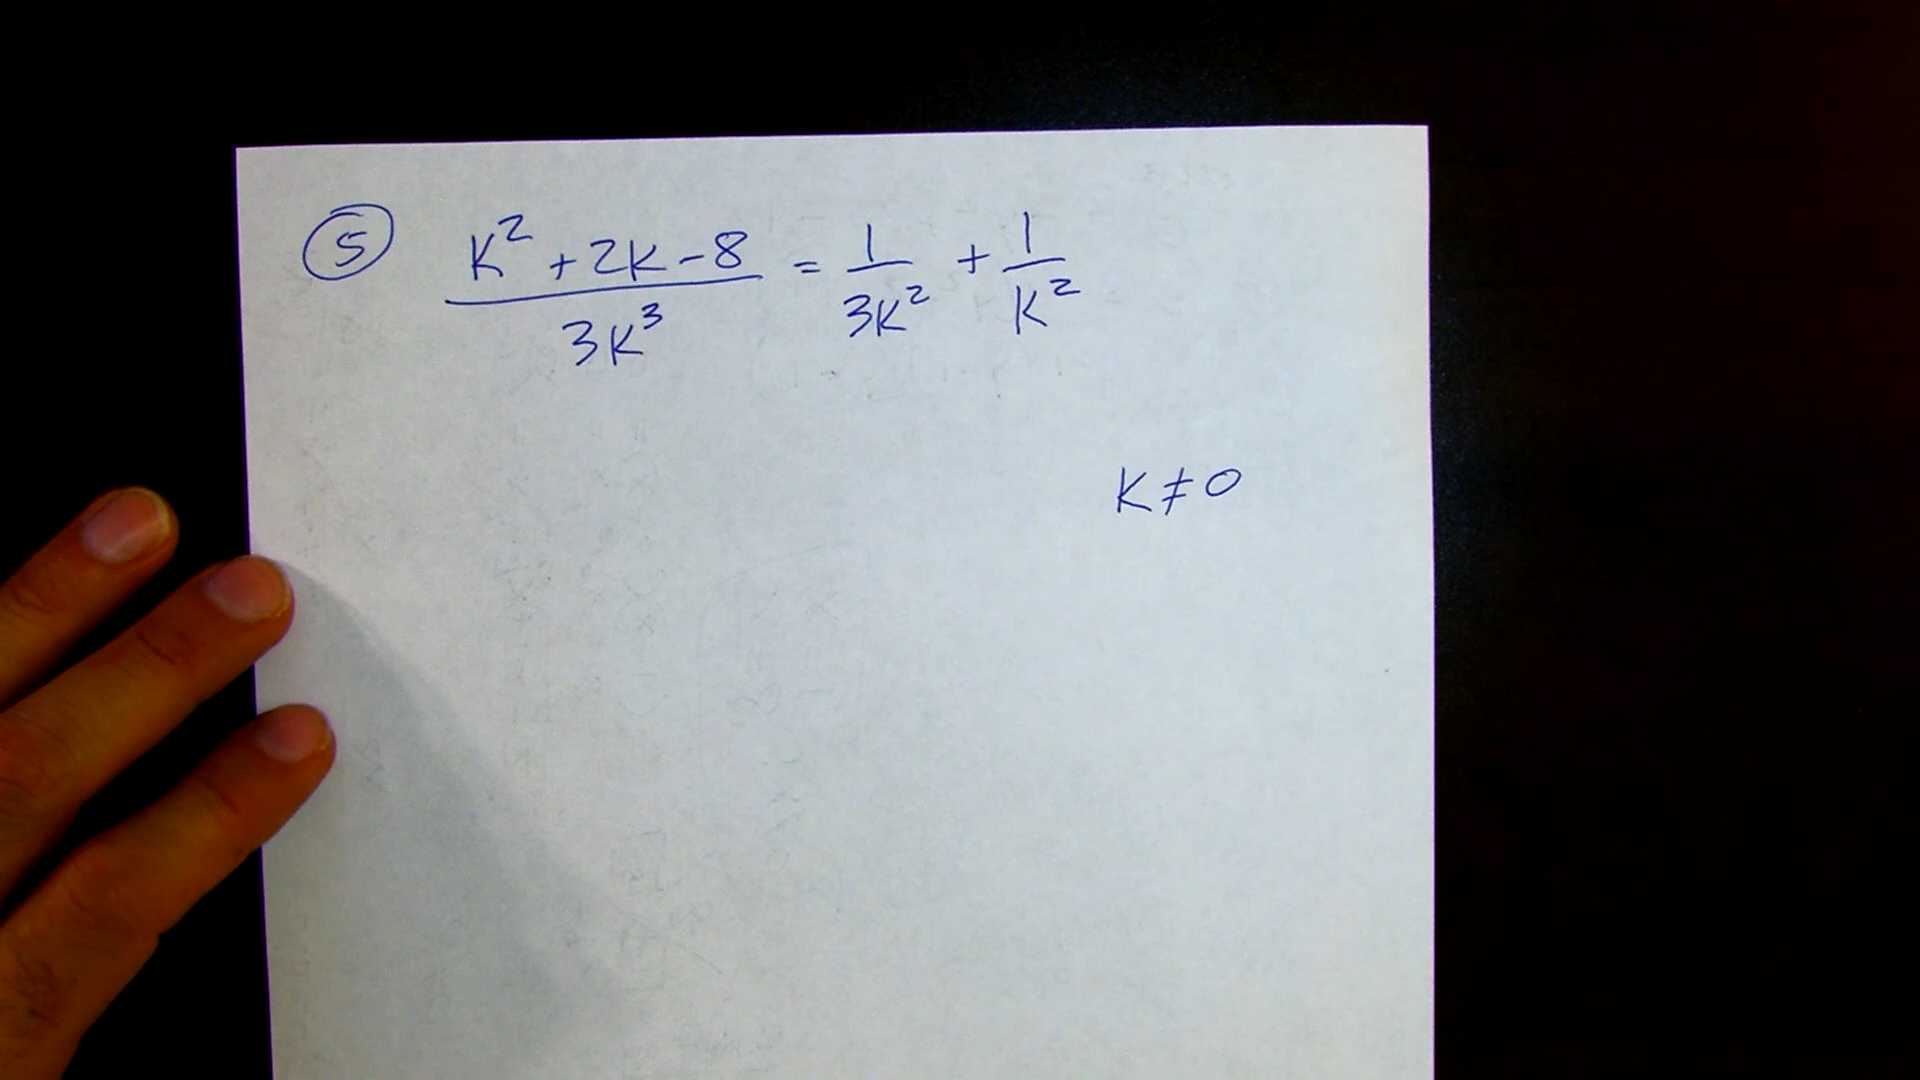 ⑤ K²+2K-8/3K³ = 1/3K² + 1/K²
K≠0